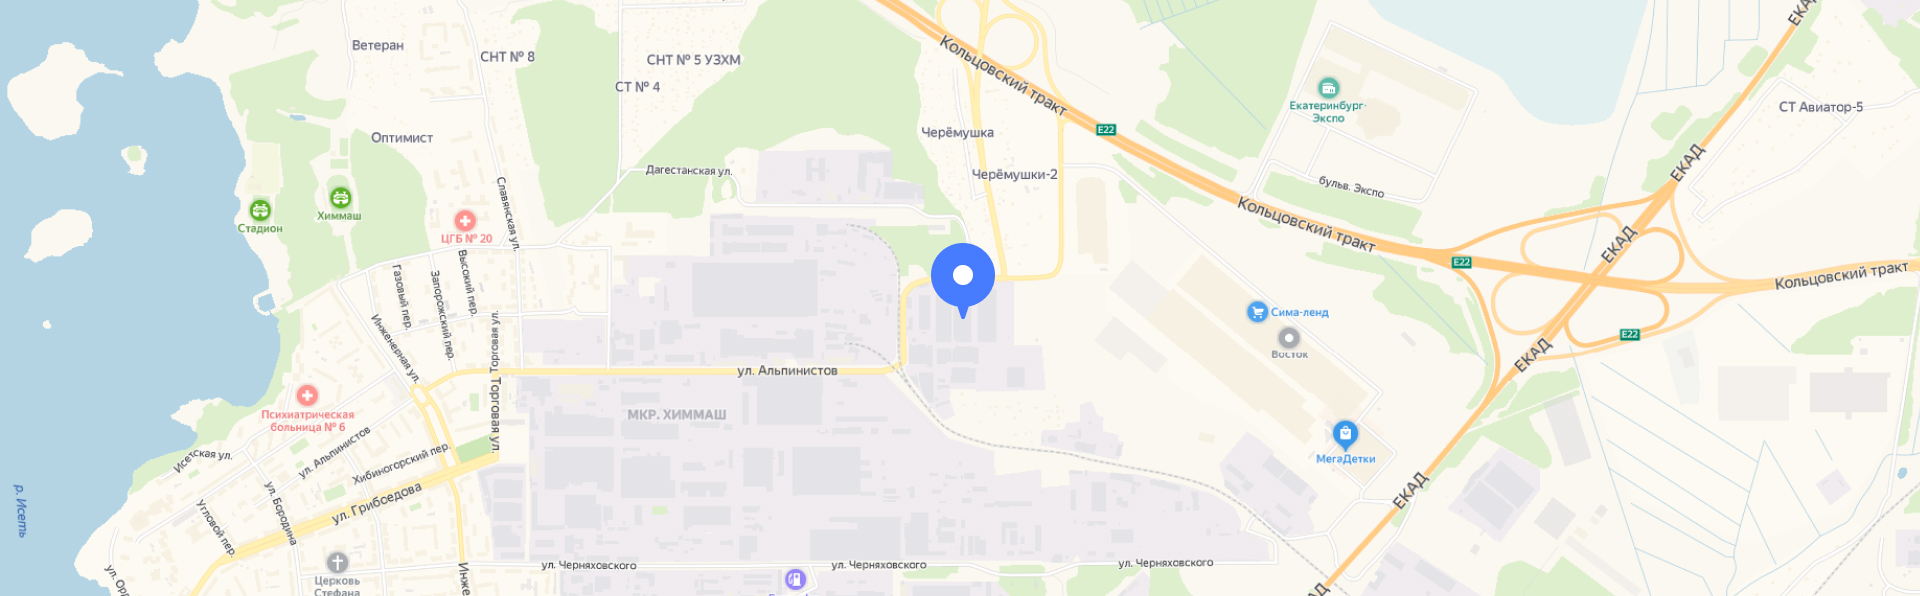 ЕКАД
Ветеран
СНТ № 8
СНТ № 5 УЗХМ
СТ № 4
Кольцовский тракт
Екатеринбург-
Экспо
СТ Авиатор-5
E22
Черёмушка
Оптимист
Дагестанская ул.
Черёмушки-2
ЕКАД
бульв. Экспо
Славянская ул.
Химмаш
Стадион
ЦГБ № 20
Кольцовский тракт
ЕКАД
E22
Кольцовский тракт
Газовый пер.
Запорожский пер.
Высокий пер.
Инженерная ул.
Торговая ул.
Сима-ленд
Восток
E22
ЕКАД
ул. Альпинистов
Торговая ул.
МКР. ХИММАШ
Психиатрическая
больница № 6
ул. Альпинистов
Исетская ул.
Хибиногорский пер.
МегаДетки
ЕКАД
р. Исеть
Угловой пер.
ул. Бородина
ул. Грибоедова
ул. Черняховского
ул. Черняховского
ул. Черняховского
Церковь
Стефана